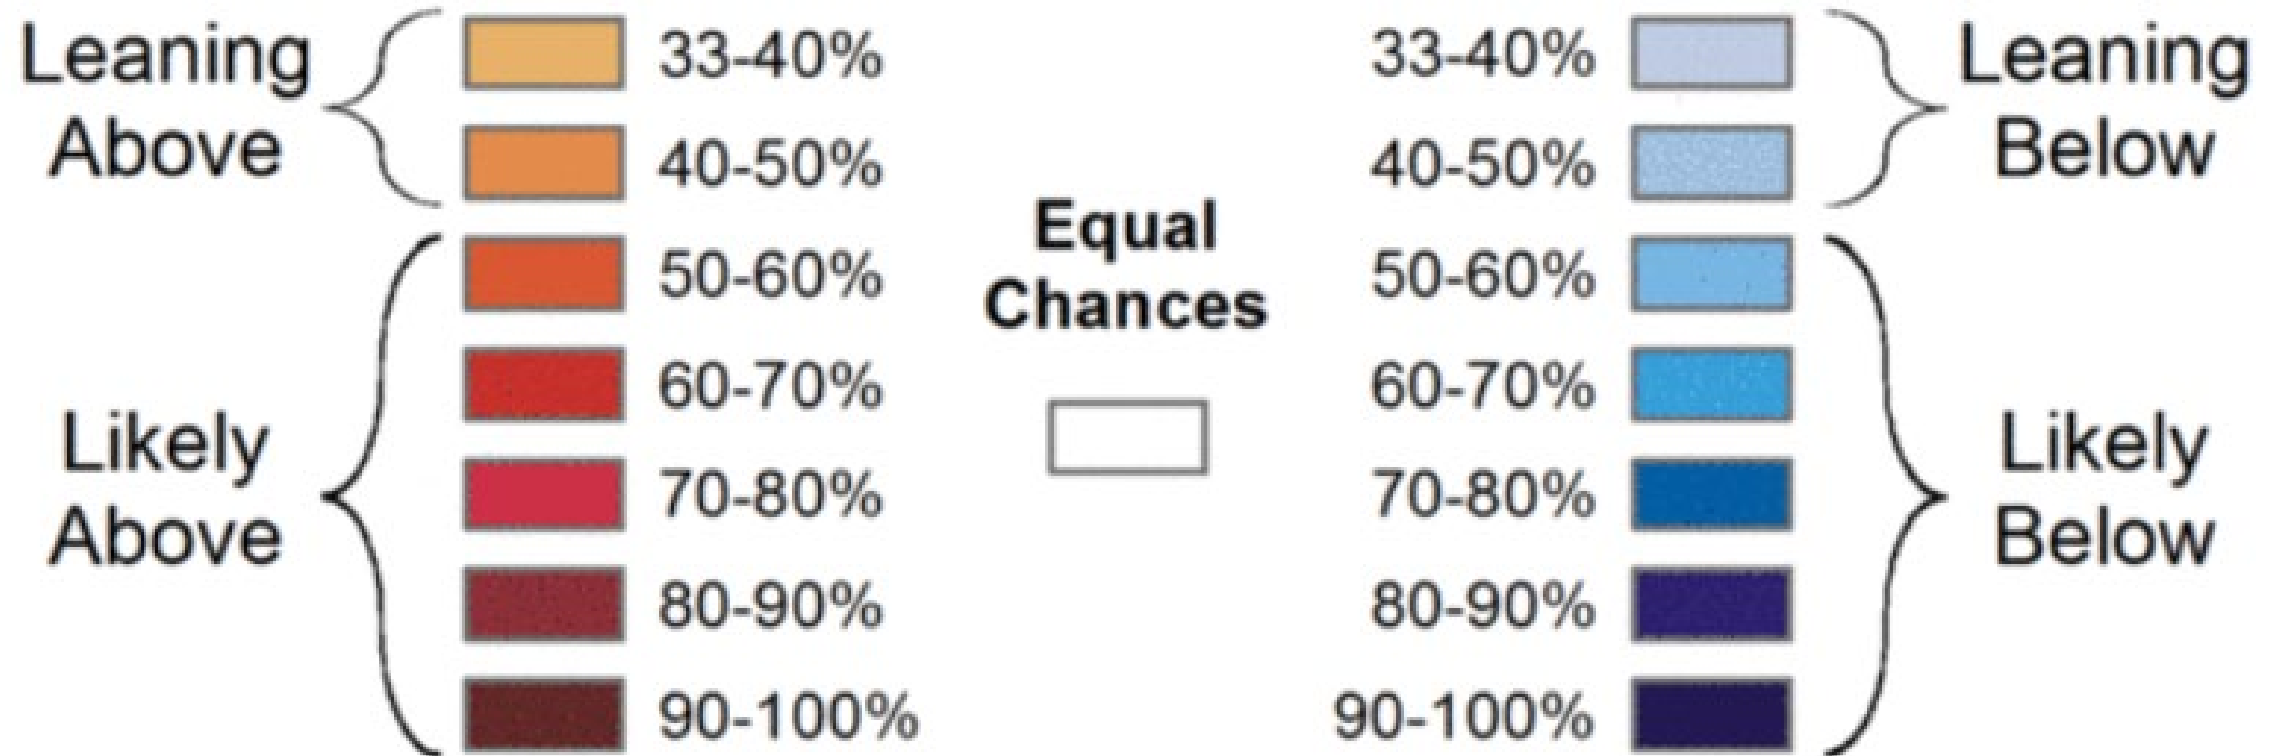 Leaning
Above
33-40%
40-50%
Likely
Above
50-60%
60-70%
70-80%
80-90%
90-100%
Equal
Chances
33-40%
40-50%
Leaning
Below
50-60%
60-70%
70-80%
80-90%
90-100%
Likely
Below